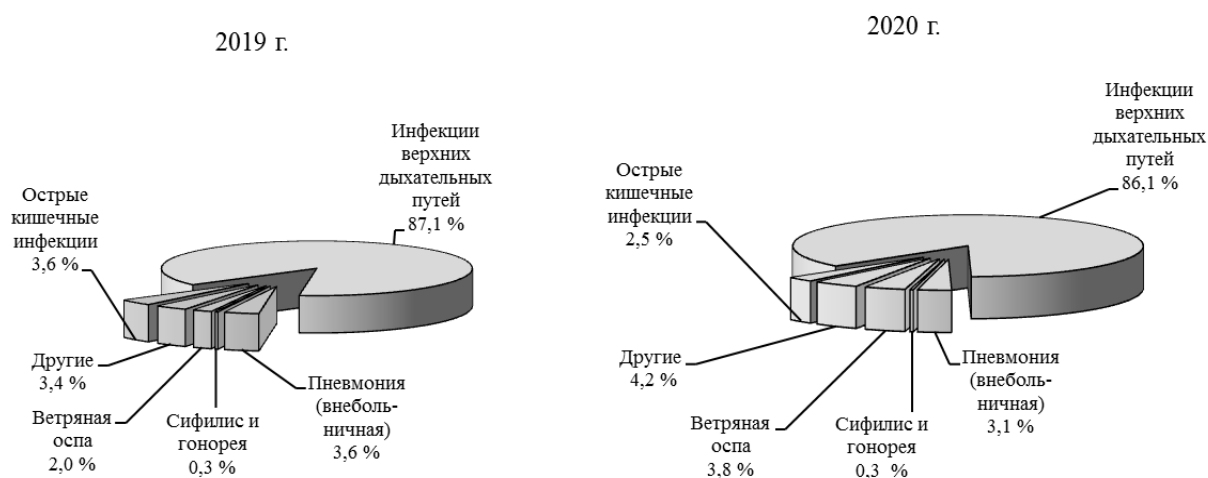 2019 г.
Инфекции
верхних
дыхательных
путей
87,1 %
Острые
кишечные
инфекции
3,6 %
Другие
3,4 %
Ветряная
оспа
2,0 %
Сифилис и
гонорея
0,3 %
Пневмония
(внеболь-
ничная)
3,6 %
2020 г.
Инфекции
верхних
дыхательных
путей
86,1 %
Острые
кишечные
инфекции
2,5 %
Другие
4,2 %
Ветряная
оспа
3,8 %
Сифилис и
гонорея
0,3 %
Пневмония
(внеболь-
ничная)
3,1 %